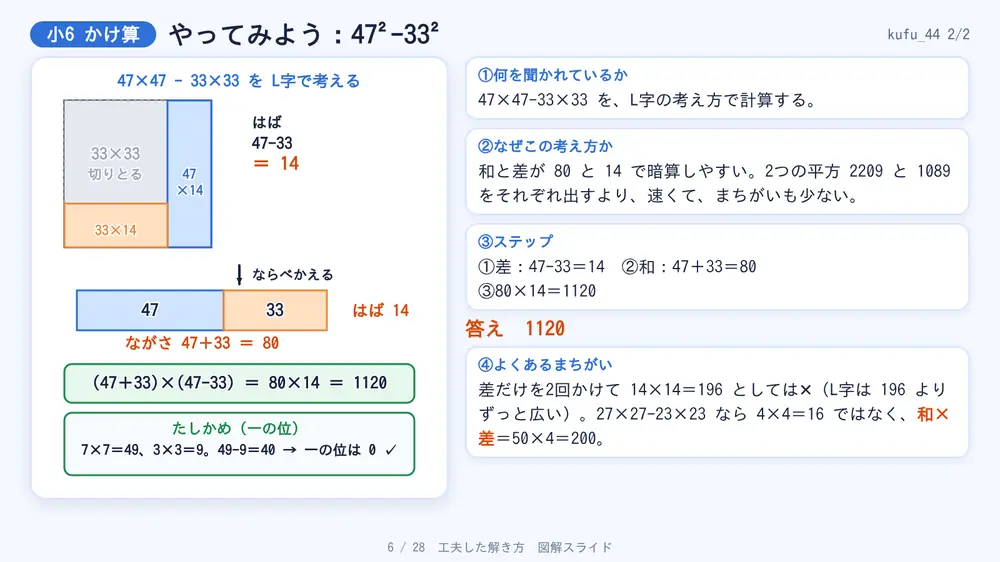 小6 かけ算
やってみよう：47²−33²
kufu_44 2/2
47×47 − 33×33 を L字で考える
33×33
切りとる
47
×14
33×14
はば
47−33
＝ 14
↓ ならべかえる
47
33
はば 14
ながさ 47＋33 ＝ 80
(47＋33)×(47−33) ＝ 80×14 ＝ 1120
たしかめ（一の位）
7×7＝49、3×3＝9。49−9＝40 → 一の位は 0 ✓
①何を聞かれているか
47×47−33×33 を、L字の考え方で計算する。
②なぜこの考え方か
和と差が 80 と 14 で暗算しやすい。2つの平方 2209 と 1089
をそれぞれ出すより、速くて、まちがいも少ない。
③ステップ
①差：47−33＝14　②和：47＋33＝80
③80×14＝1120
答え　1120
④よくあるまちがい
差だけを2回かけて 14×14＝196 としては×（L字は 196 より
ずっと広い）。27×27−23×23 なら 4×4＝16 ではなく、和×
差＝50×4＝200。
6 / 28　工夫した解き方　図解スライド